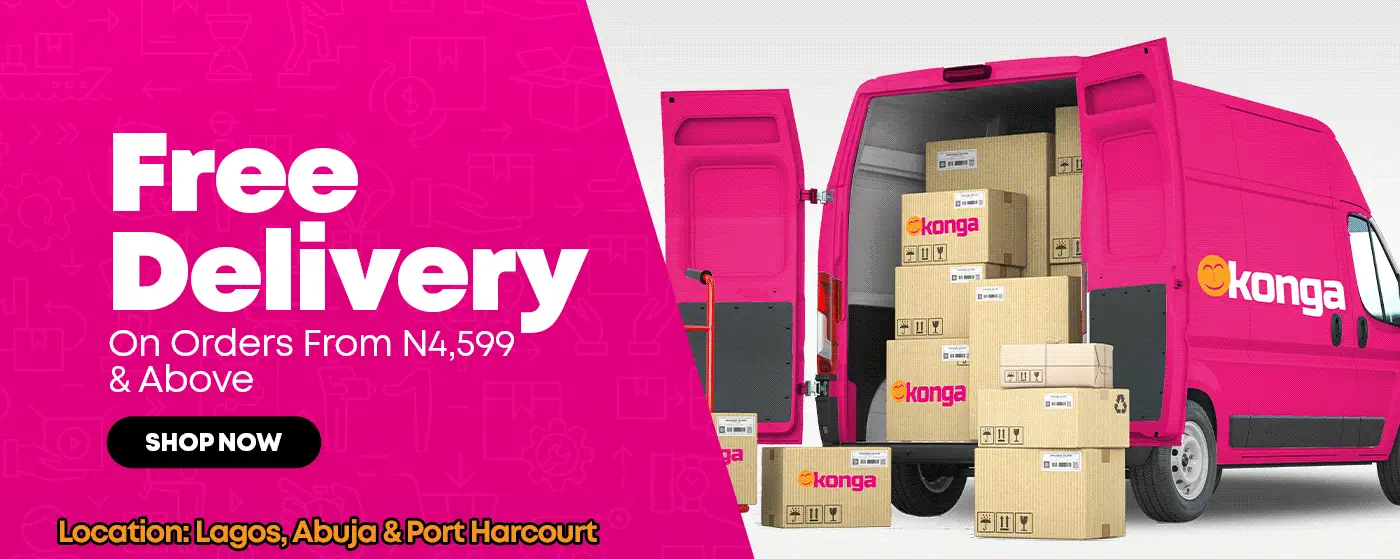 Free
Delivery
On Orders From N4,599
& Above
SHOP NOW
Location: Lagos, Abuja & Port Harcourt
konga
konga
konga
konga
ga